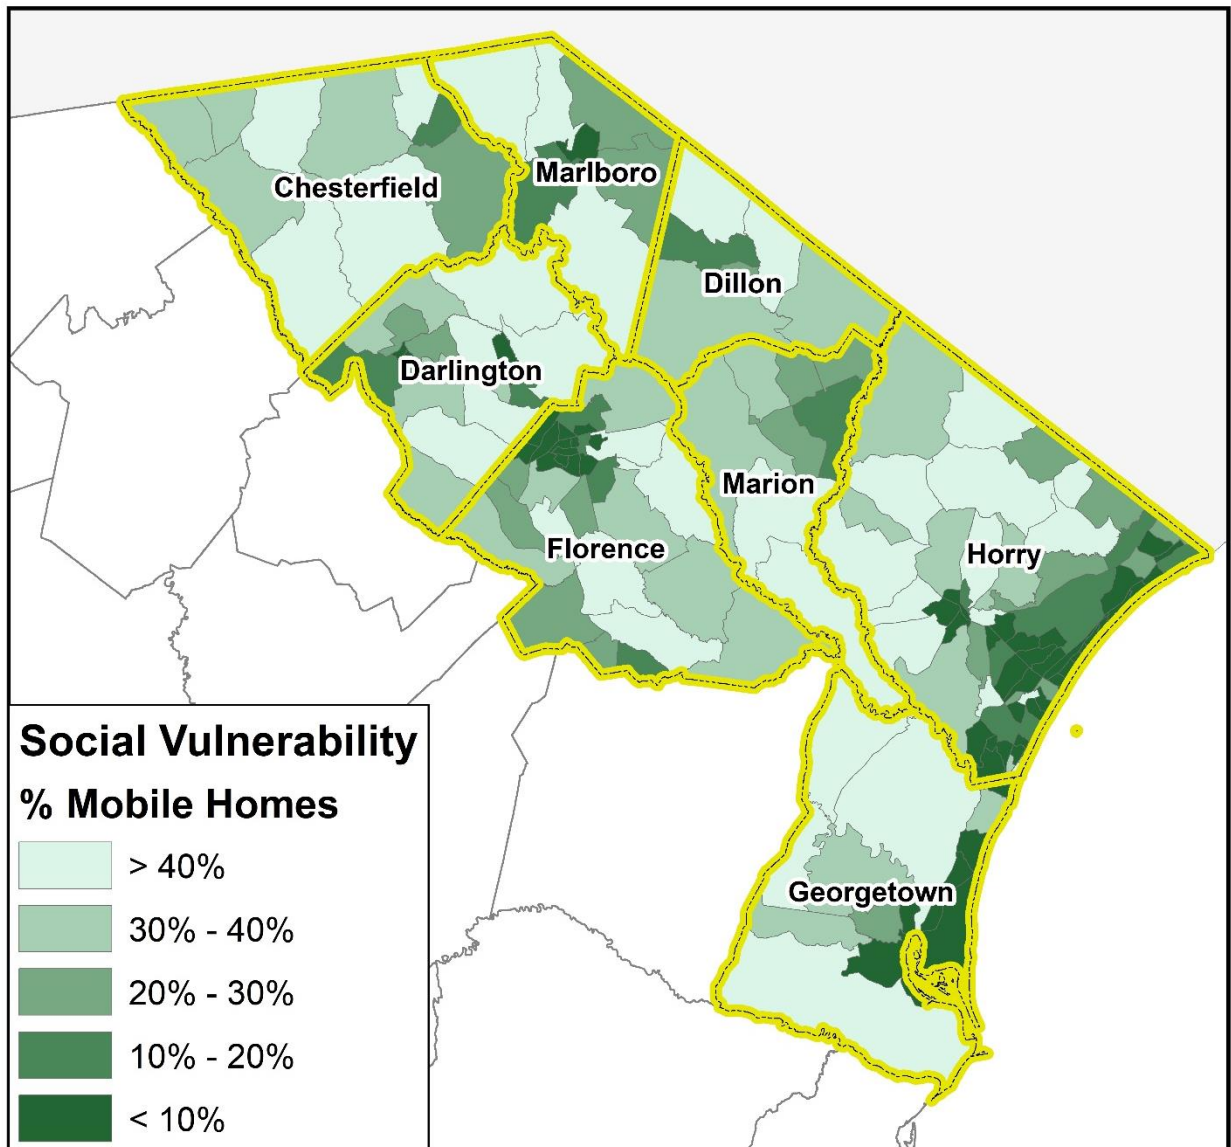 Chesterfield
Marlboro
Dillon
Darlington
Marion
Florence
Horry
Georgetown
Social Vulnerability
% Mobile Homes
> 40%
30% - 40%
20% - 30%
10% - 20%
< 10%